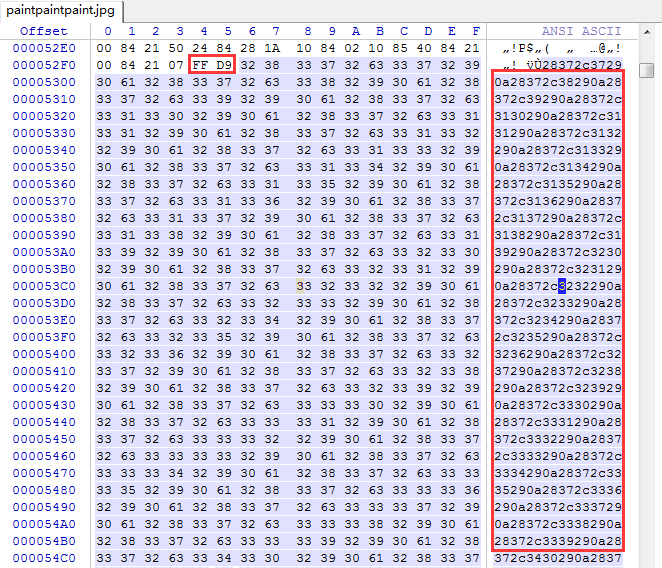 paintpaintpaint.jpg
Offset 0 1 2 3 4 5 6 7 8 9 A B C D E F ANSI ASCII
000052E0 00 84 21 50 24 84 28 1A 10 84 02 10 85 40 84 21 „!P$„( „ …@„!
000052F0 00 84 21 07 FF D9 32 38 33 37 32 63 33 37 32 39 „! ÿÙ28372c3729
00005300 30 61 32 38 33 37 32 63 33 38 32 39 30 61 32 38 0a28372c38290a28
00005310 33 37 32 63 33 39 32 39 30 61 32 38 33 37 32 63 372c39290a28372c
00005320 33 31 33 30 32 39 30 61 32 38 33 37 32 63 33 31 3130290a28372c31
00005330 33 31 32 39 30 61 32 38 33 37 32 63 33 31 33 32 31290a28372c3132
00005340 32 39 30 61 32 38 33 37 32 63 33 31 33 33 32 39 290a28372c313329
00005350 30 61 32 38 33 37 32 63 33 31 33 34 32 39 30 61 0a28372c3134290a
00005360 32 38 33 37 32 63 33 31 33 35 32 39 30 61 32 38 28372c3135290a28
00005370 33 37 32 63 33 31 33 36 32 39 30 61 32 38 33 37 372c3136290a2837
00005380 32 63 33 31 33 37 32 39 30 61 32 38 33 37 32 63 2c3137290a28372c
00005390 33 31 33 38 32 39 30 61 32 38 33 37 32 63 33 31 3138290a28372c31
000053A0 33 39 32 39 30 61 32 38 33 37 32 63 33 32 33 30 39290a28372c3230
000053B0 32 39 30 61 32 38 33 37 32 63 33 32 33 31 32 39 290a28372c323129
000053C0 30 61 32 38 33 37 32 63 33 32 33 32 32 39 30 61 0a28372c3232290a
000053D0 32 38 33 37 32 63 33 32 33 33 32 39 30 61 32 38 28372c3233290a28
000053E0 33 37 32 63 33 32 33 34 32 39 30 61 32 38 33 37 372c3234290a2837
000053F0 32 63 33 32 33 35 32 39 30 61 32 38 33 37 32 63 2c3235290a28372c
00005400 33 32 33 36 32 39 30 61 32 38 33 37 32 63 33 32 3236290a28372c32
00005410 33 37 32 39 30 61 32 38 33 37 32 63 33 32 33 38 37290a28372c3238
00005420 32 39 30 61 32 38 33 37 32 63 33 32 33 39 32 39 290a28372c323929
00005430 30 61 32 38 33 37 32 63 33 33 33 30 32 39 30 61 0a28372c3330290a
00005440 32 38 33 37 32 63 33 33 33 31 32 39 30 61 32 38 28372c3331290a28
00005450 33 37 32 63 33 33 33 32 32 39 30 61 32 38 33 37 372c3332290a2837
00005460 32 63 33 33 33 33 32 39 30 61 32 38 33 37 32 63 2c3333290a28372c
00005470 33 33 33 34 32 39 30 61 32 38 33 37 32 63 33 33 3334290a28372c33
00005480 33 35 32 39 30 61 32 38 33 37 32 63 33 33 33 36 35290a28372c3336
00005490 32 39 30 61 32 38 33 37 32 63 33 33 33 37 32 39 290a28372c333729
000054A0 30 61 32 38 33 37 32 63 33 33 33 38 32 39 30 61 0a28372c3338290a
000054B0 32 38 33 37 32 63 33 33 33 39 32 39 30 61 32 38 28372c3339290a28
000054C0 33 37 32 63 33 34 33 30 32 39 30 61 32 38 33 37 372c3430290a2837